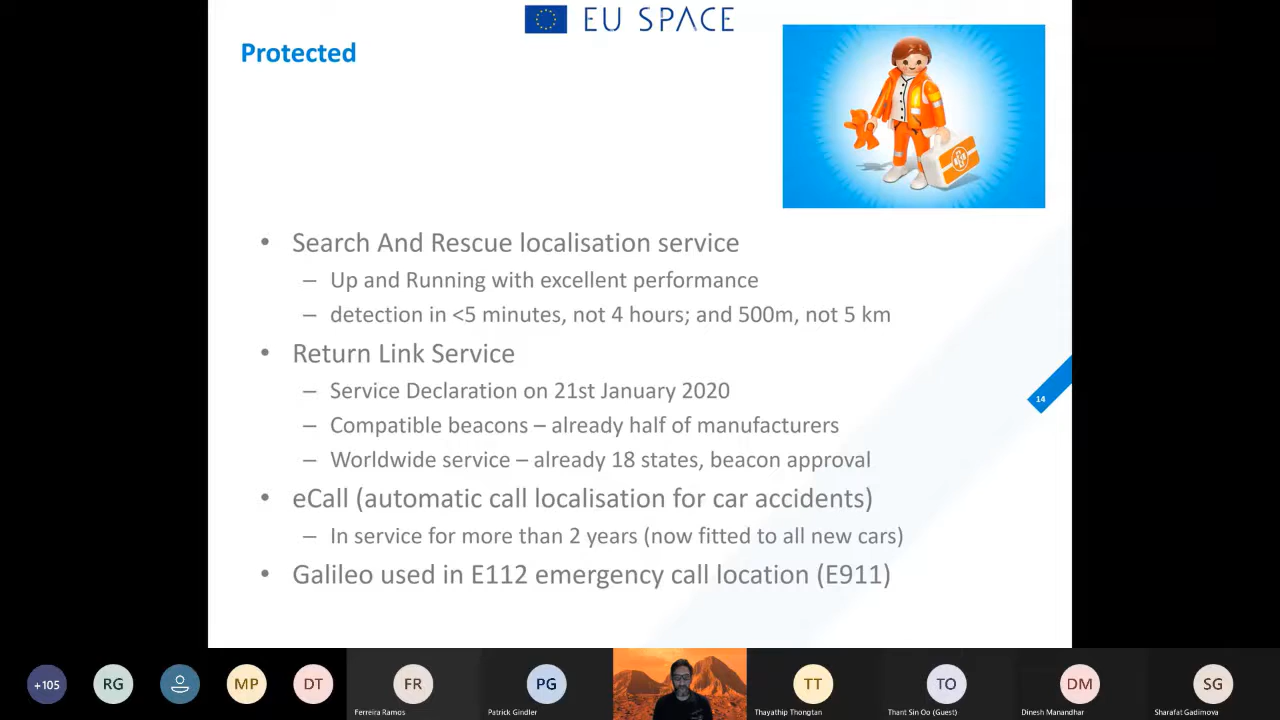 EU SPACE
Protected
• Search And Rescue localisation service
– Up and Running with excellent performance
– detection in <5 minutes, not 4 hours; and 500m, not 5 km
• Return Link Service
– Service Declaration on 21st January 2020
– Compatible beacons – already half of manufacturers
– Worldwide service – already 18 states, beacon approval
• eCall (automatic call localisation for car accidents)
– In service for more than 2 years (now fitted to all new cars)
• Galileo used in E112 emergency call location (E911)
14
+105
RG
MP
DT
FR
PG
TT
TO
DM
SG
Ferreira Ramos
Patrick Gindler
Thayathip Thongtan
Thant Sin Oo (Guest)
Dinesh Manandhar
Sharafat Gadimova